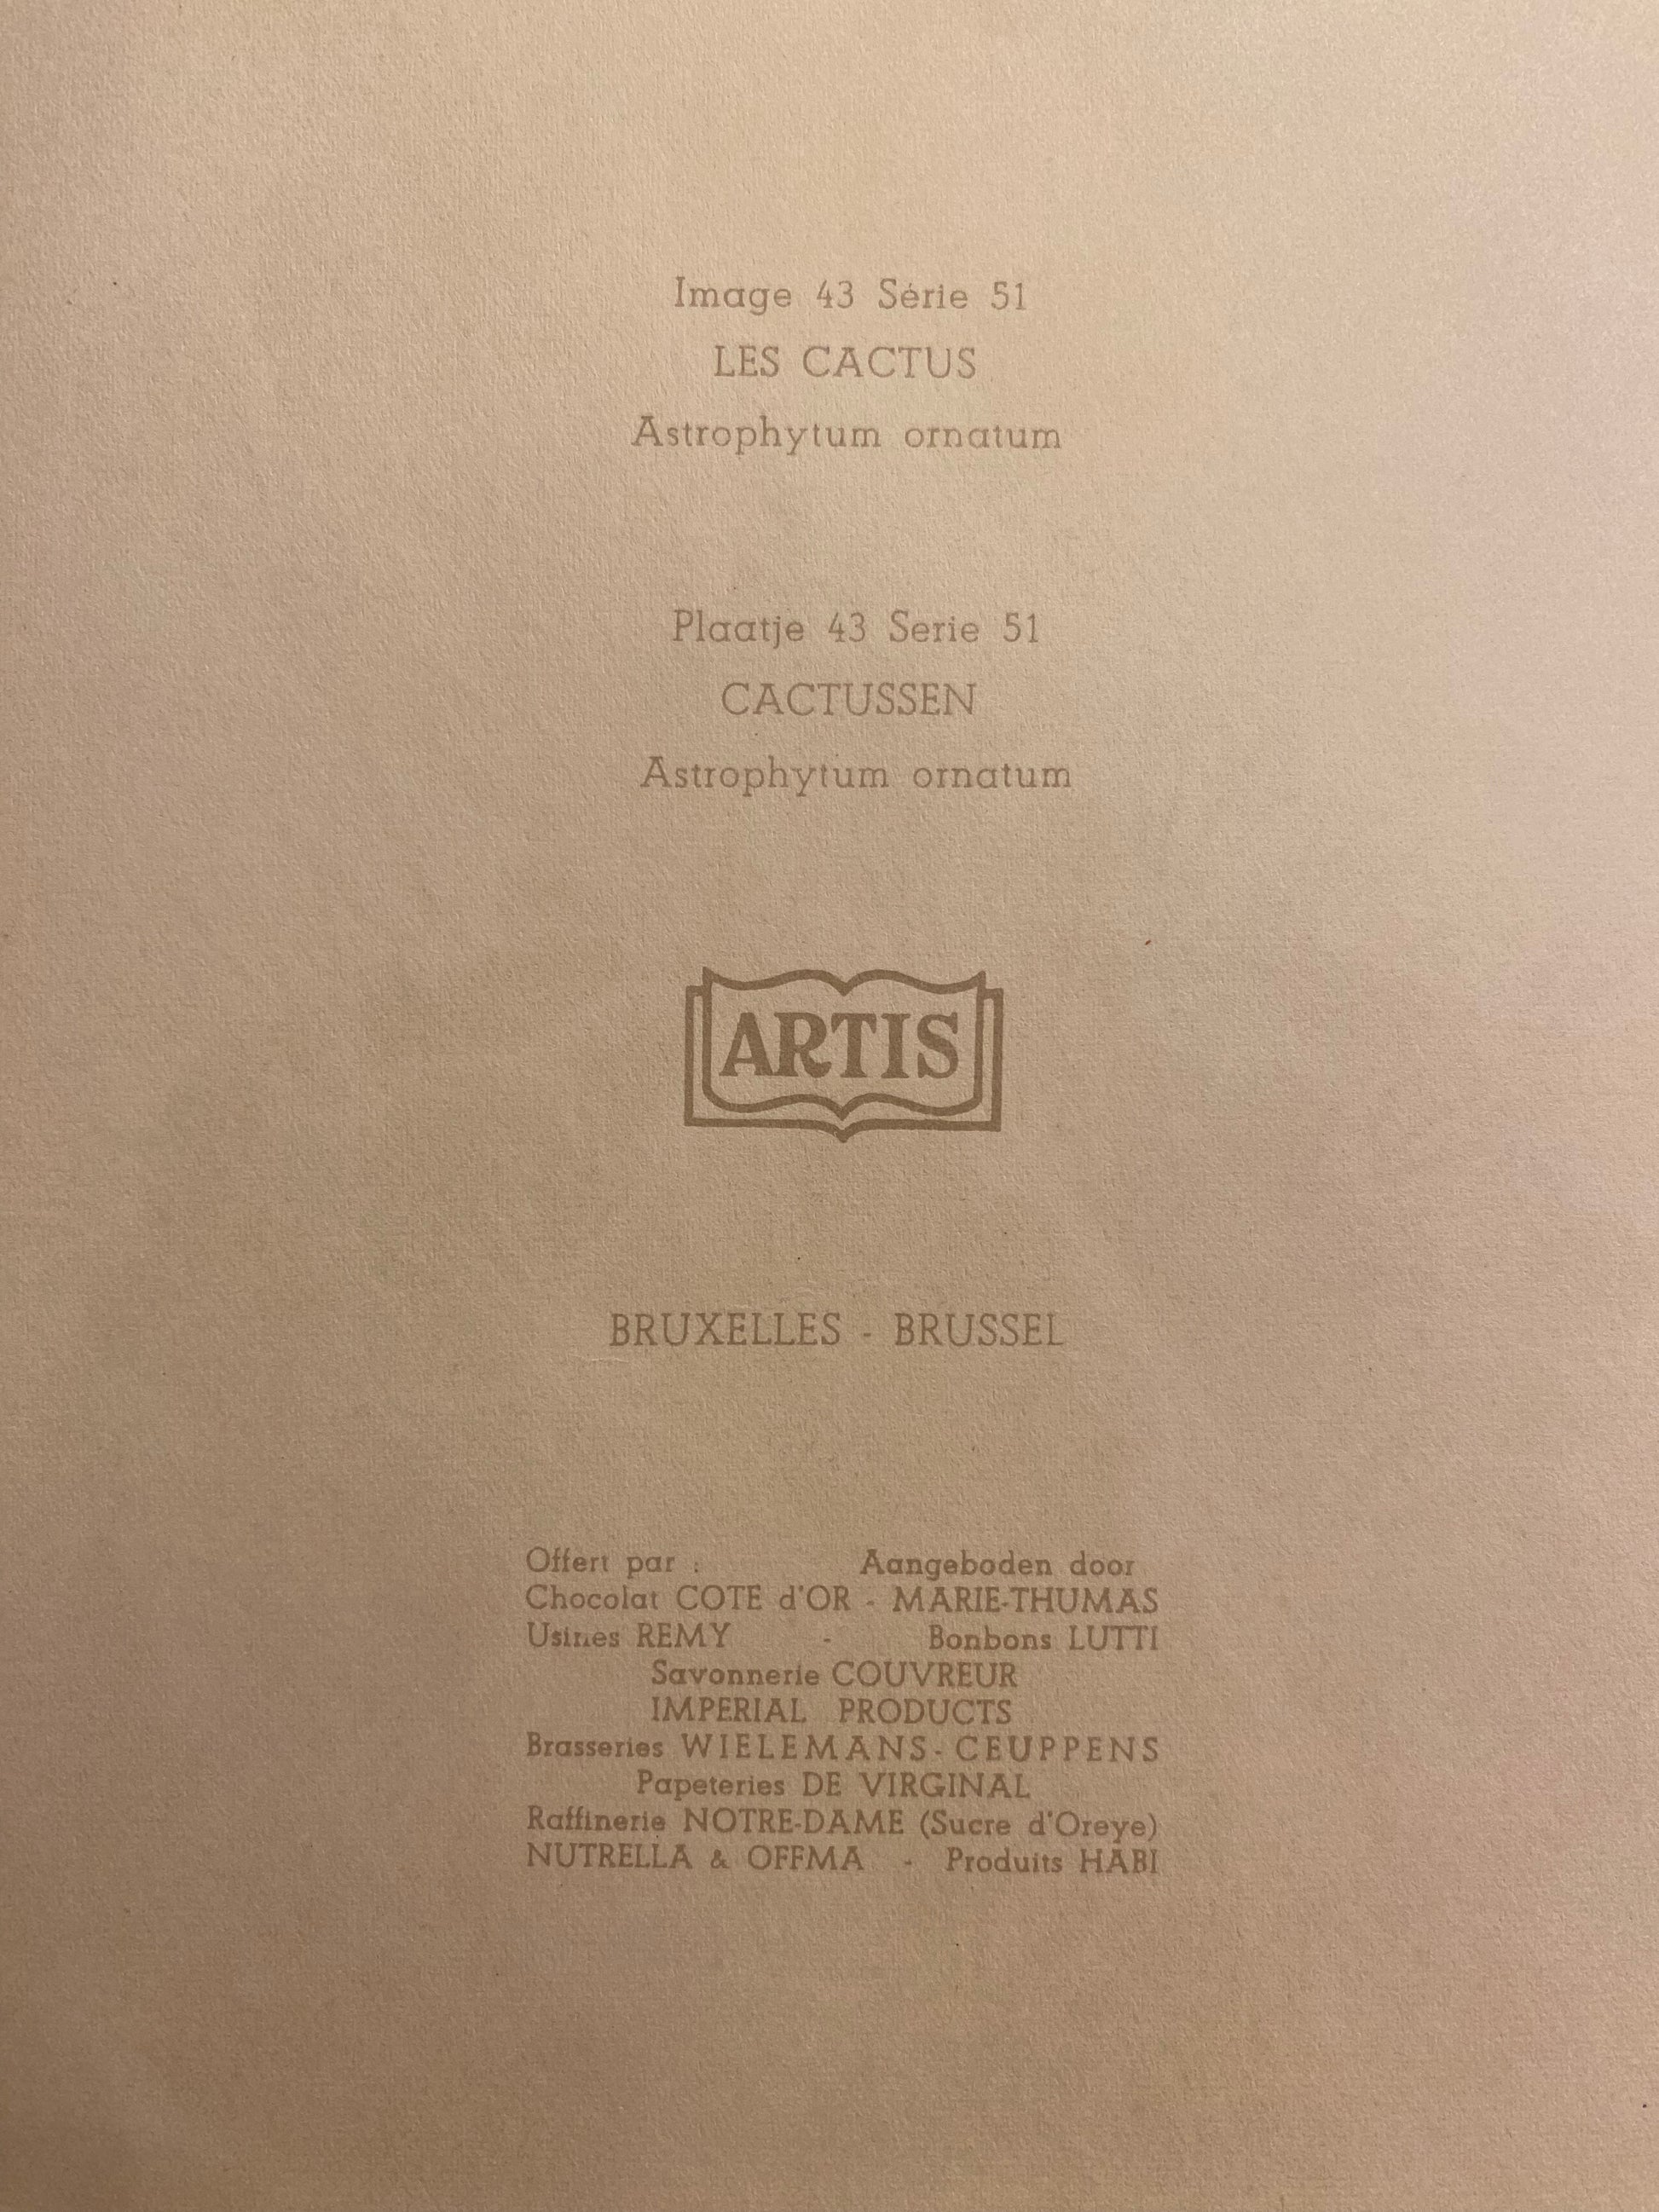 Image 43 Série 51
LES CACTUS
Astrophytum ornatum
Plaatje 43 Serie 51
CACTUSSEN
Astrophytum ornatum
ARTIS
BRUXELLES - BRUSSEL
Offert par : Aangeboden door
Chocolat COTE d'OR - MARIE-THUMAS
Usines REMY - Bonbons LUTTI
Savonnerie COUVREUR
IMPERIAL PRODUCTS
Brasseries WIELEMANS-CEUPPENS
Papeteries DE VIRGINAL
Raffinerie NOTRE-DAME (Sucre d'Oreye)
NUTRELLA & OFFMA - Produits HABI